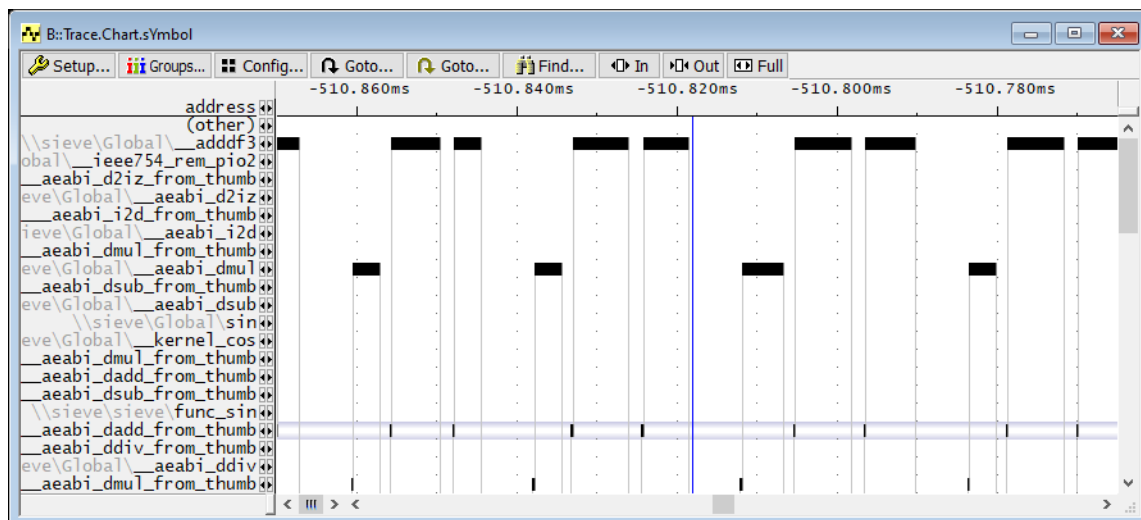 B::Trace.Chart.sYmbol
Setup... Groups... Config... Goto... Goto... Find... In Out Full
-510.860ms -510.840ms -510.820ms -510.800ms -510.780ms
address
(other)
\\sieve\Global\__adddf3
obal\__ieee754_rem_pio2
__aeabi_d2iz_from_thumb
eve\Global\__aeabi_d2iz
___aeabi_i2d_from_thumb
ieve\Global\__aeabi_i2d
__aeabi_dmul_from_thumb
eve\Global\__aeabi_dmul
__aeabi_dsub_from_thumb
eve\Global\__aeabi_dsub
\\sieve\Global\sin
eve\Global\__kernel_cos
__aeabi_dmul_from_thumb
__aeabi_dadd_from_thumb
__aeabi_dsub_from_thumb
\\sieve\sieve\func_sin
__aeabi_dadd_from_thumb
__aeabi_ddiv_from_thumb
eve\Global\__aeabi_ddiv
__aeabi_dmul_from_thumb